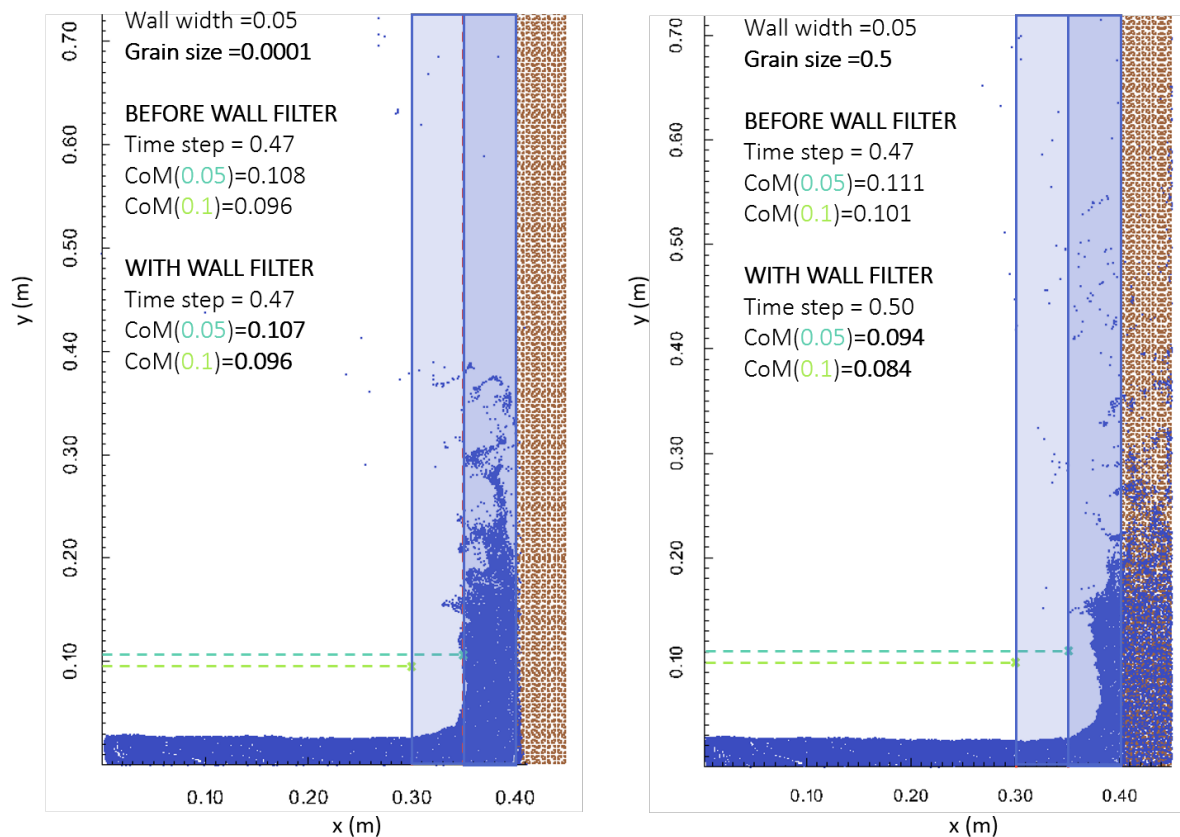 Wall width =0.05
Grain size =0.0001
BEFORE WALL FILTER
Time step = 0.47
CoM(0.05)=0.108
CoM(0.1)=0.096
WITH WALL FILTER
Time step = 0.47
CoM(0.05)=0.107
CoM(0.1)=0.096
0.70
0.60
0.50
0.40
0.30
0.20
0.10
y (m)
0.10 0.20 0.30 0.40
x (m)
Wall width =0.05
Grain size =0.5
BEFORE WALL FILTER
Time step = 0.47
CoM(0.05)=0.111
CoM(0.1)=0.101
WITH WALL FILTER
Time step = 0.50
CoM(0.05)=0.094
CoM(0.1)=0.084
0.70
0.60
0.50
0.40
0.30
0.20
0.10
y (m)
0.10 0.20 0.30 0.40
x (m)